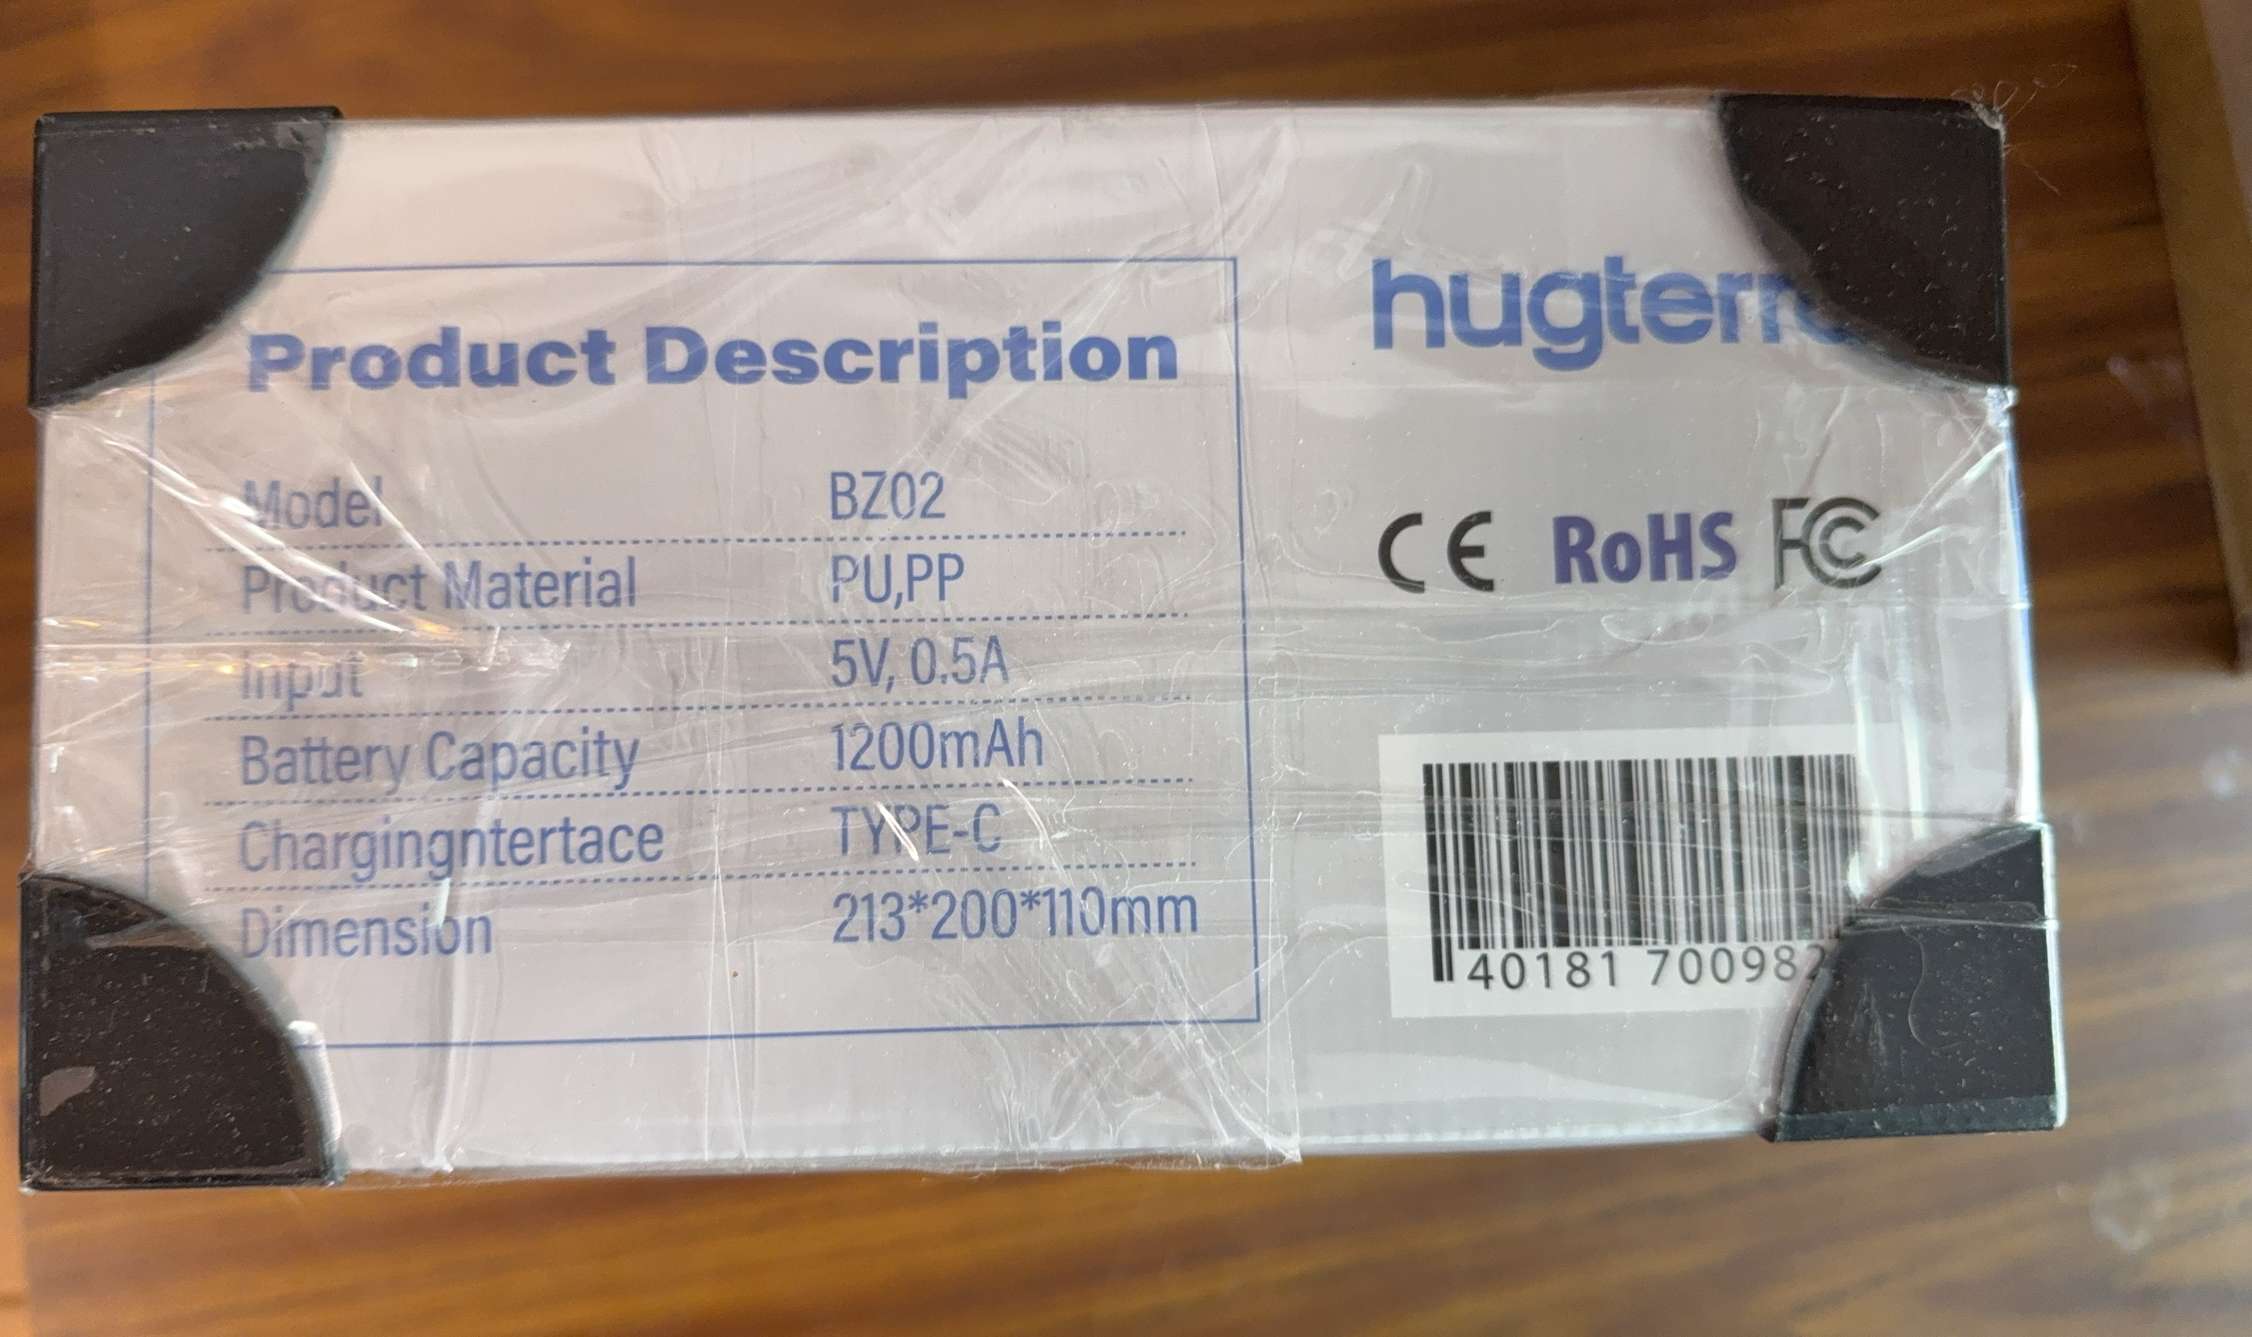 Product Description
Model BZ02
Product Material PU,PP
Input 5V, 0.5A
Battery Capacity 1200mAh
Chargingntertace TYPE-C
Dimension 213*200*110mm
hugterr
CE RoHS FC
40181 70098